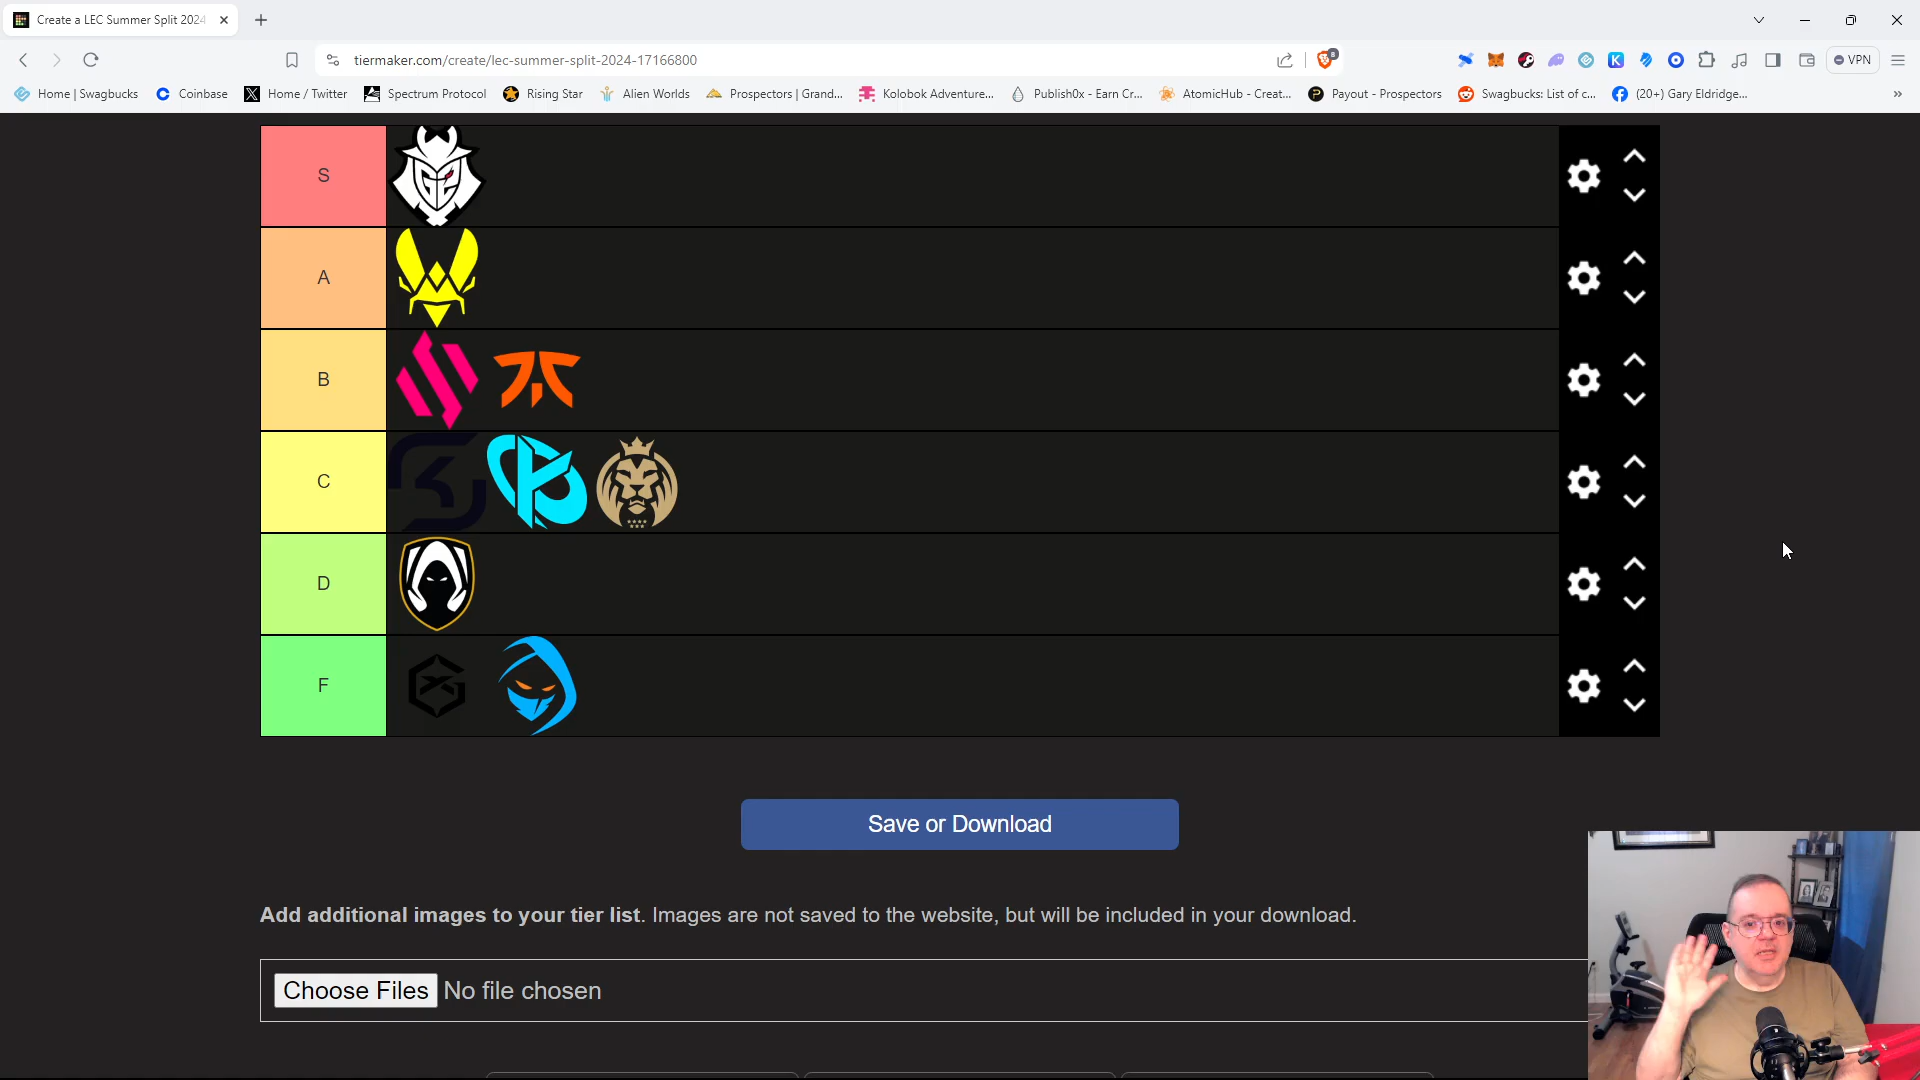 Create a LEC Summer Split 2024
tiermaker.com/create/lec-summer-split-2024-17166800
8
VPN
Home | Swagbucks
Coinbase
Home / Twitter
Spectrum Protocol
Rising Star
Alien Worlds
Prospectors | Grand...
Kolobok Adventure...
Publish0x - Earn Cr...
AtomicHub - Creat...
Payout - Prospectors
Swagbucks: List of c...
(20+) Gary Eldridge...
S
A
B
C
D
F
Save or Download
Add additional images to your tier list. Images are not saved to the website, but will be included in your download.
Choose Files No file chosen